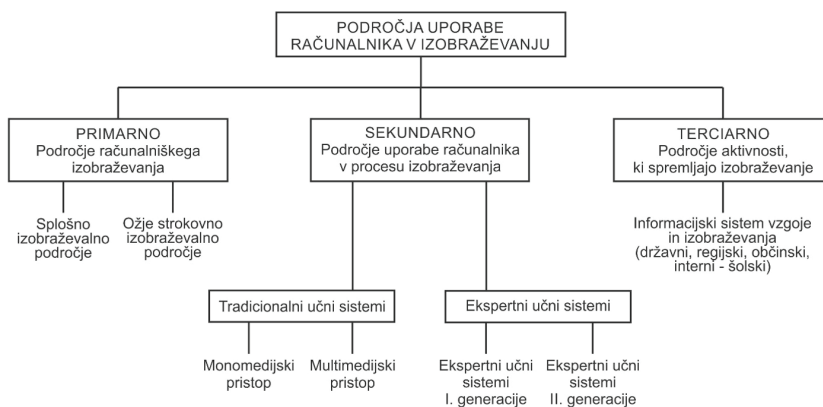 PODROČJA UPORABE
RAČUNALNIKA V IZOBRAŽEVANJU
PRIMARNO
Področje računalniškega
izobraževanja
SEKUNDARNO
Področje uporabe računalnika
v procesu izobraževanja
TERCIARNO
Področje aktivnosti,
ki spremljajo izobraževanje
Splošno
izobraževalno
področje
Ožje strokovno
izobraževalno
področje
Informacijski sistem vzgoje
in izobraževanja
(državni, regijski, občinski,
interni - šolski)
Tradicionalni učni sistemi
Ekspertni učni sistemi
Monomedijski
pristop
Multimedijski
pristop
Ekspertni učni
sistemi
I. generacije
Ekspertni učni
sistemi
II. generacije